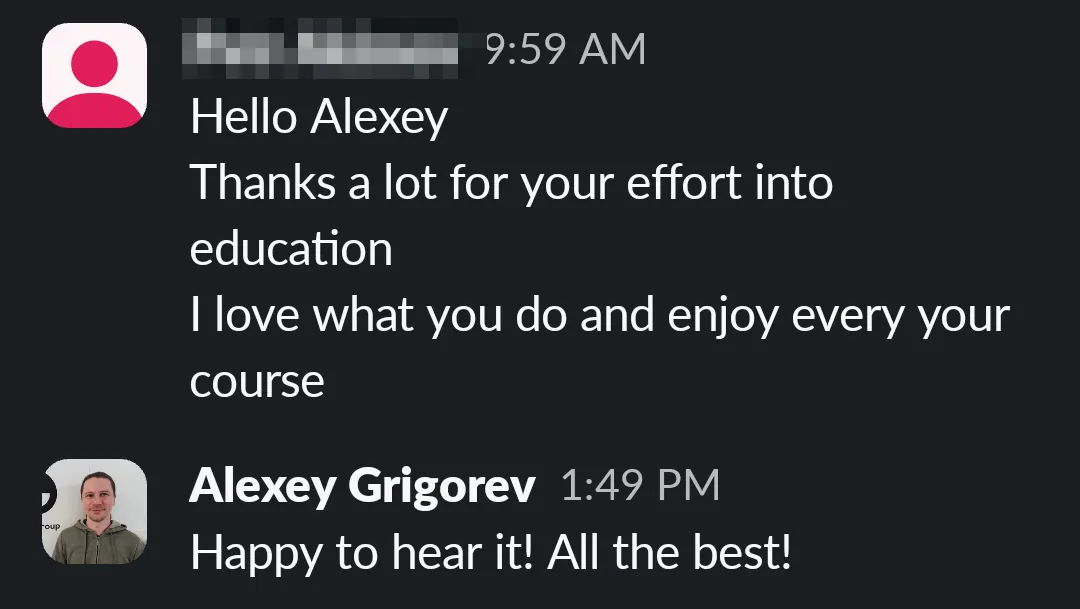 9:59 AM
Hello Alexey
Thanks a lot for your effort into
education
I love what you do and enjoy every your
course
Alexey Grigorev 1:49 PM
roup
Happy to hear it! All the best!